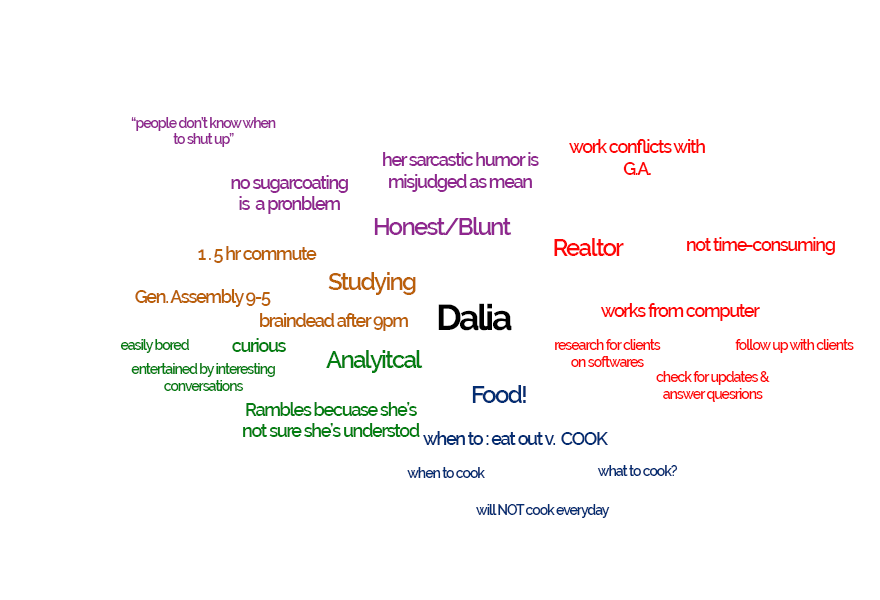 “people don’t know when
to shut up”
her sarcastic humor is
misjudged as mean
work conflicts with
G.A.
no sugarcoating
is a pronblem
Honest/Blunt
Realtor
not time-consuming
1 . 5 hr commute
Studying
Gen. Assembly 9-5
braindead after 9pm
Dalia
works from computer
easily bored
curious
entertained by interesting
conversations
Analyitcal
research for clients
on softwares
follow up with clients
check for updates &
answer quesrions
Food!
Rambles becuase she’s
not sure she’s understod
when to : eat out v. COOK
when to cook
what to cook?
will NOT cook everyday